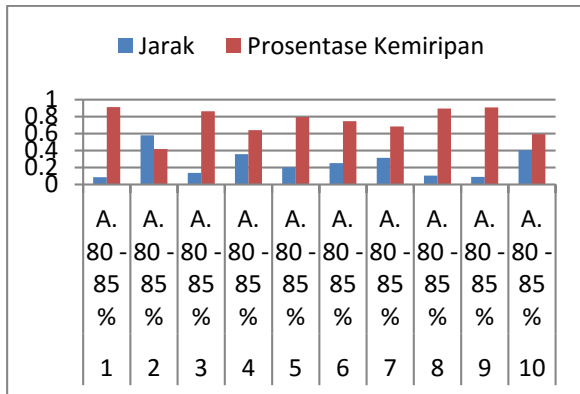 Jarak Prosentase Kemiripan
1
0.8
0.6
0.4
0.2
0
A. A. A. A. A. A. A. A. A. A.
80 - 80 - 80 - 80 - 80 - 80 - 80 - 80 - 80 - 80 -
85 85 85 85 85 85 85 85 85 85
% % % % % % % % % %
1 2 3 4 5 6 7 8 9 10